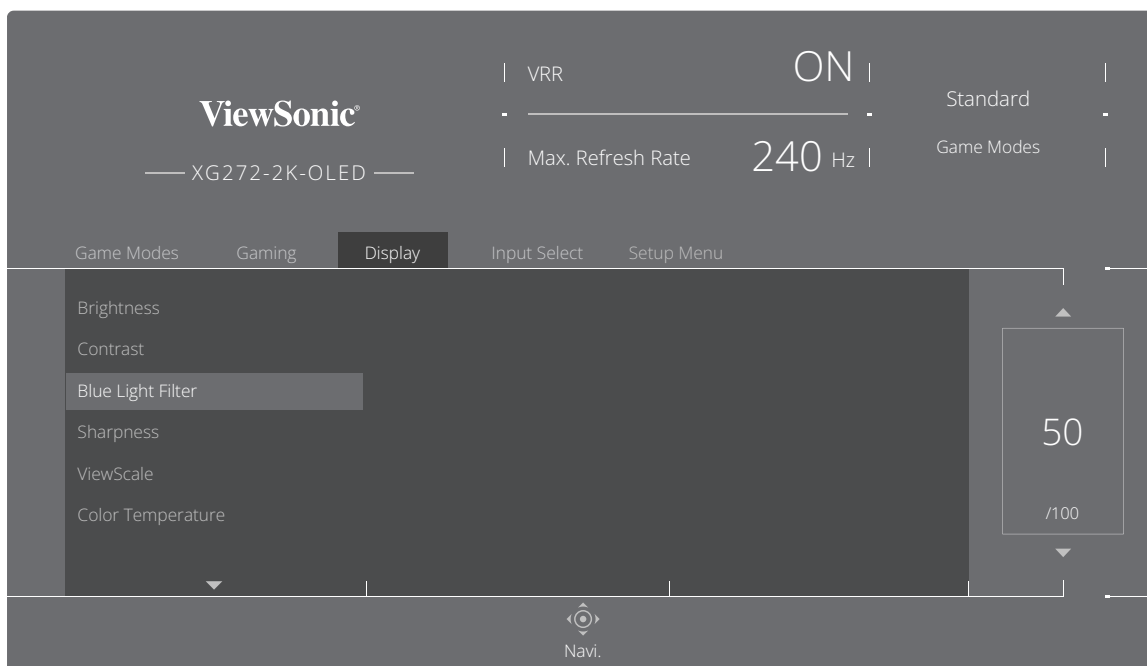 ViewSonic®
XG272-2K-OLED
VRR ON
Max. Refresh Rate 240 Hz
Standard
Game Modes
Game Modes Gaming Display Input Select Setup Menu
Brightness
Contrast
Blue Light Filter
Sharpness
ViewScale
Color Temperature
50
/100
Navi.